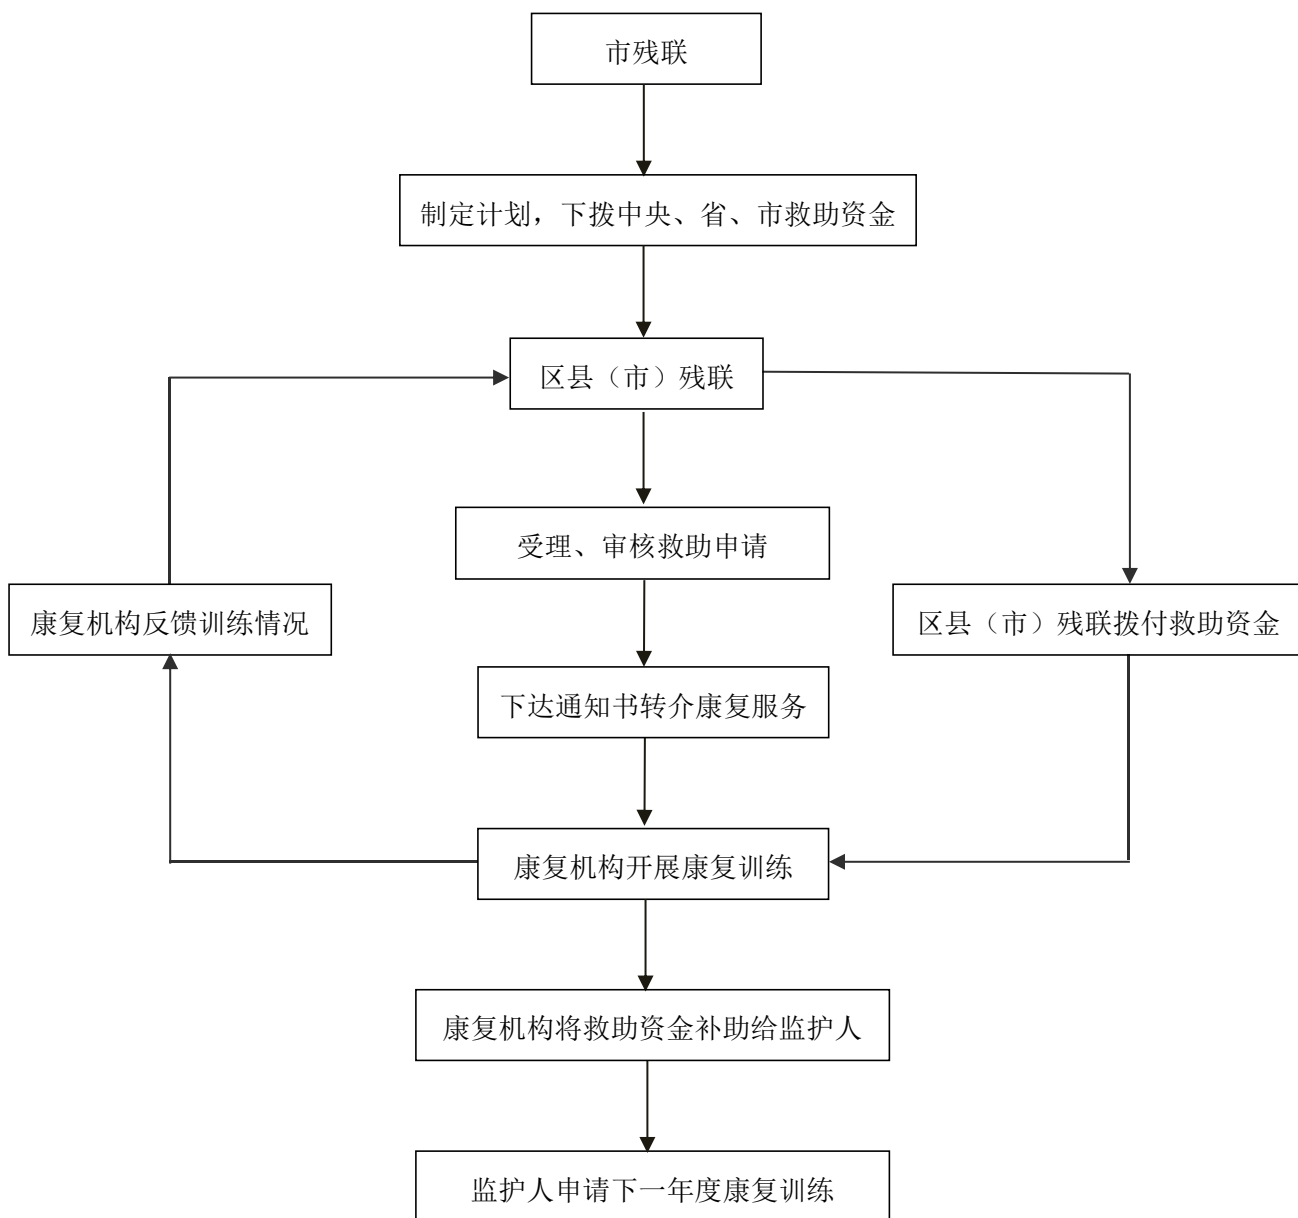 市残联
制定计划，下拨中央、省、市救助资金
区县（市）残联
受理、审核救助申请
康复机构反馈训练情况
区县（市）残联拨付救助资金
下达通知书转介康复服务
康复机构开展康复训练
康复机构将救助资金补助给监护人
监护人申请下一年度康复训练